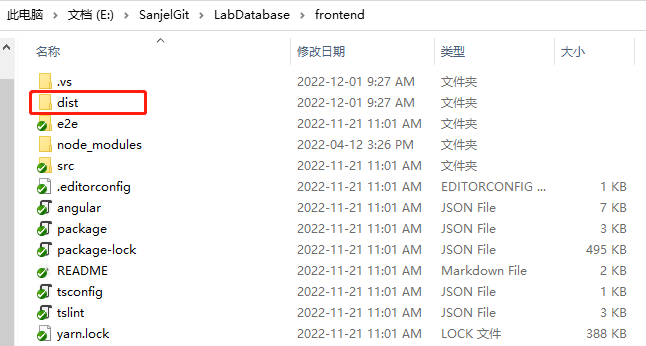 此电脑 > 文档 (E:) > SanjelGit > LabDatabase > frontend
名称 修改日期 类型 大小
.vs 2022-12-01 9:27 AM 文件夹
dist 2022-12-01 9:27 AM 文件夹
e2e 2022-11-21 11:01 AM 文件夹
node_modules 2022-04-12 3:26 PM 文件夹
src 2022-11-21 11:01 AM 文件夹
.editorconfig 2022-11-21 11:01 AM EDITORCONFIG ... 1 KB
angular 2022-11-21 11:01 AM JSON File 7 KB
package 2022-11-21 11:01 AM JSON File 3 KB
package-lock 2022-11-21 11:01 AM JSON File 495 KB
README 2022-11-21 11:01 AM Markdown File 2 KB
tsconfig 2022-11-21 11:01 AM JSON File 1 KB
tslint 2022-11-21 11:01 AM JSON File 3 KB
yarn.lock 2022-11-21 11:01 AM LOCK 文件 388 KB